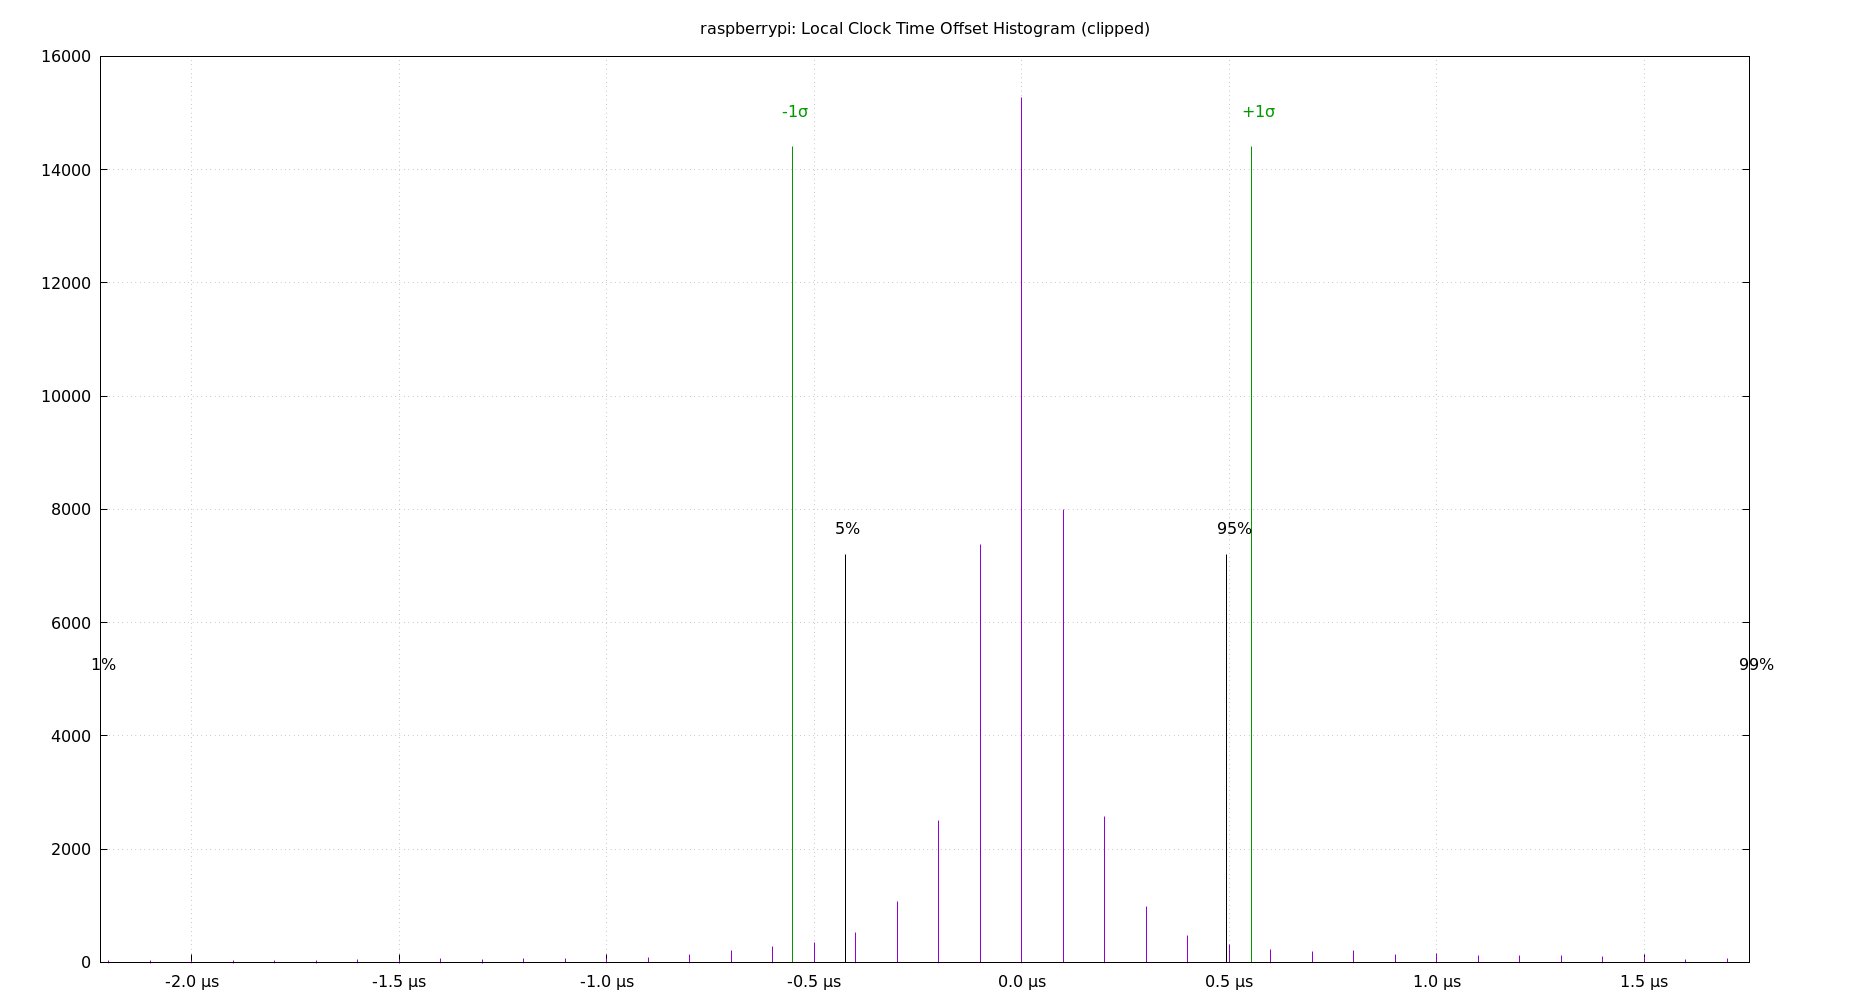 raspberrypi: Local Clock Time Offset Histogram (clipped)
16000
-1σ
+1σ
14000
12000
10000
8000
5%
95%
6000
1%
99%
4000
2000
0
-2.0 μs
-1.5 μs
-1.0 μs
-0.5 μs
0.0 μs
0.5 μs
1.0 μs
1.5 μs